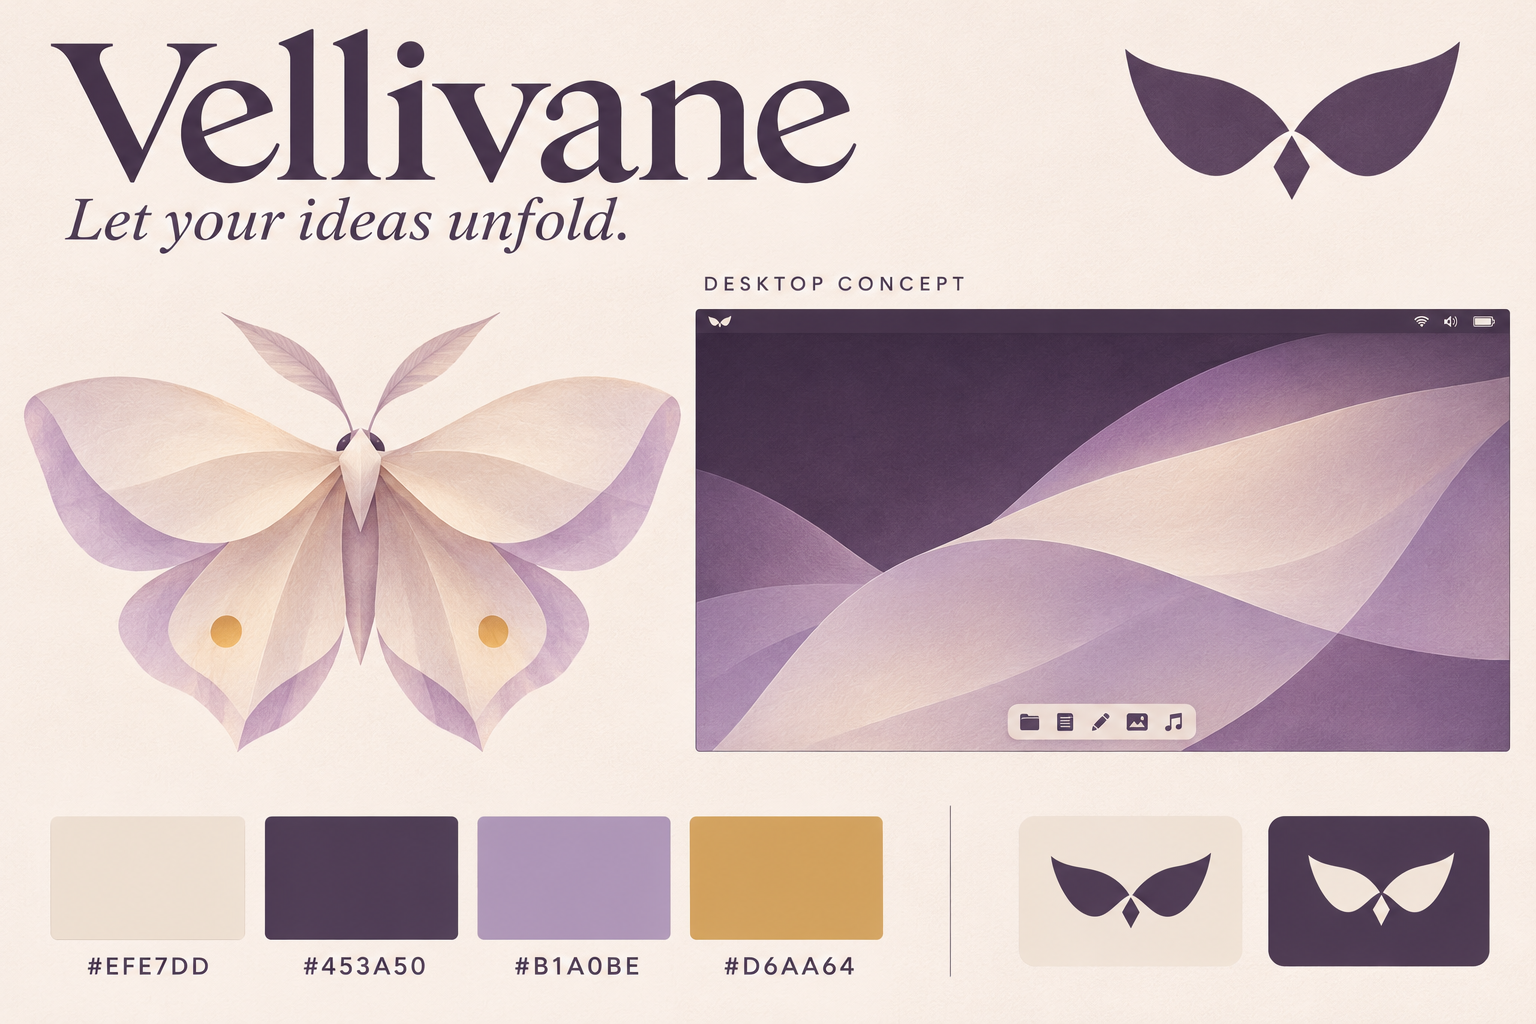 Vellivane
Let your ideas unfold.
DESKTOP CONCEPT
#EFE7DD
#453A50
#B1A0BE
#D6AA64